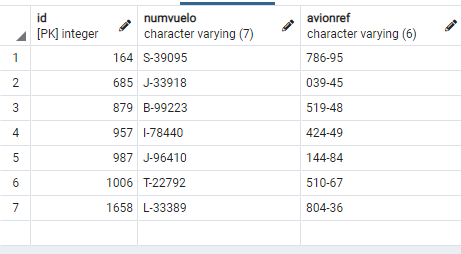 id numvuelo avionref
[PK] integer character varying (7) character varying (6)
1 164 S-39095 786-95
2 685 J-33918 039-45
3 879 B-99223 519-48
4 957 I-78440 424-49
5 987 J-96410 144-84
6 1006 T-22792 510-67
7 1658 L-33389 804-36